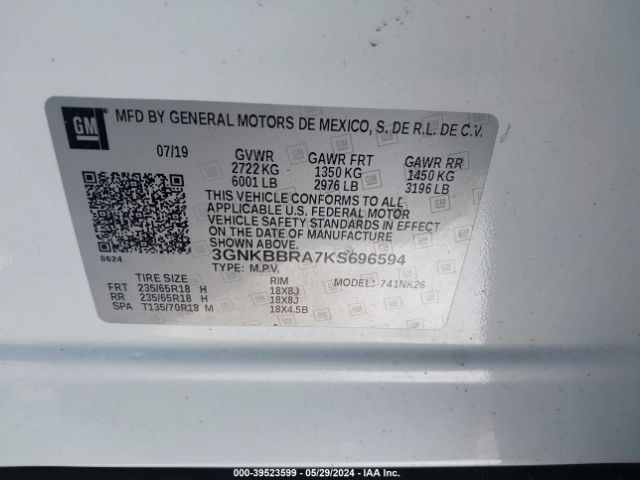 GM MFD BY GENERAL MOTORS DE MEXICO, S. DE R.L. DE C.V.
07/19 GVWR GAWR FRT GAWR RR
2722 KG 1350 KG 1450 KG
6001 LB 2976 LB 3196 LB
THIS VEHICLE CONFORMS TO ALL
APPLICABLE U.S. FEDERAL MOTOR
VEHICLE SAFETY STANDARDS IN EFFECT
ON THE DATE OF MANUFACTURE SHOWN ABOVE.
8624 3GNKBBRA7KS696594
TYPE: M.P.V.
TIRE SIZE RIM MODEL: 741NK26
FRT 235/65R18 H 18X8J
RR 235/65R18 H 18X8J
SPA T135/70R18 M 18X4.5B
IN0038-39523599 - 05/29/2024 - IAA Inc.